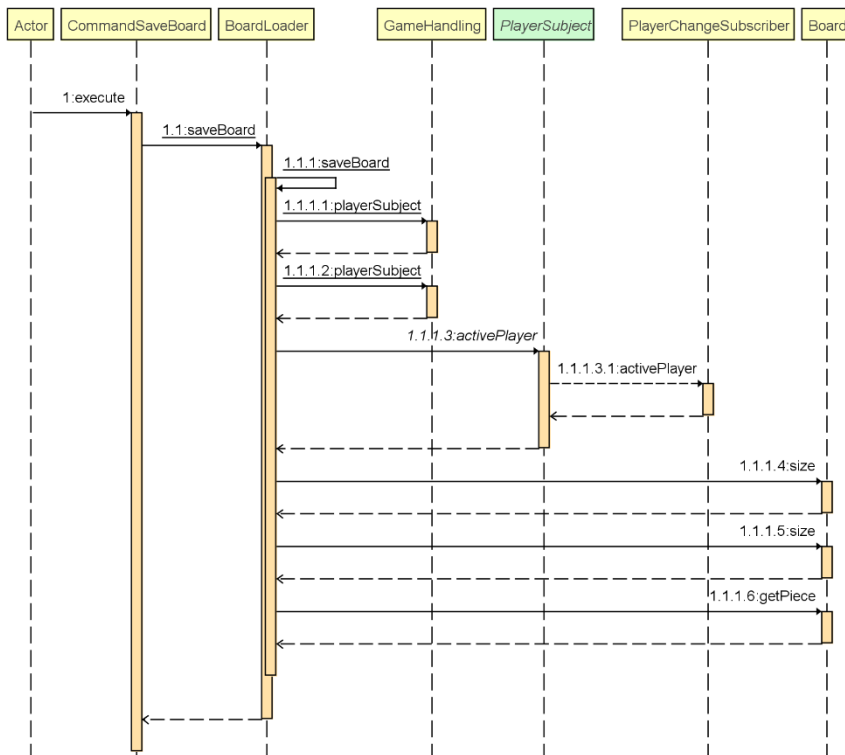 Actor
CommandSaveBoard
BoardLoader
GameHandling
PlayerSubject
PlayerChangeSubscriber
Board
1:execute
1.1:saveBoard
1.1.1:saveBoard
1.1.1.1:playerSubject
1.1.1.2:playerSubject
1.1.1.3:activePlayer
1.1.1.3.1:activePlayer
1.1.1.4:size
1.1.1.5:size
1.1.1.6:getPiece